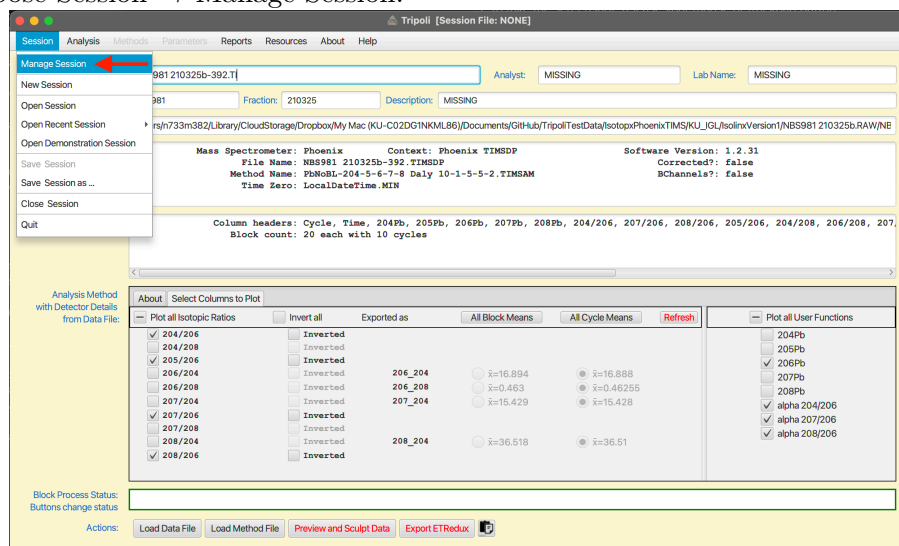 Choose Session -> Manage Session.
Tripoli [Session File: NONE]
Session Analysis Methods Parameters Reports Resources About Help
Manage Session
New Session
Open Session
Open Recent Session
Open Demonstration Session
Save Session
Save Session as ...
Close Session
Quit
981 210325b-392.TI
Analyst: MISSING
Lab Name: MISSING
981
Fraction: 210325
Description: MISSING
rs/n733m382/Library/CloudStorage/Dropbox/My Mac (KU-C02DG1NKML86)/Documents/GitHub/TripoliTestData/IsotopxPhoenixTIMS/KU_IGL/IsolinxVersion1/NBS981 210325b.RAW/NB
Mass Spectrometer: Phoenix Context: Phoenix TIMSDP Software Version: 1.2.31
File Name: NBS981 210325b-392.TIMSDP Corrected?: false
Method Name: PbNoBL-204-5-6-7-8 Daly 10-1-5-5-2.TIMSAM BChannels?: false
Time Zero: LocalDateTime.MIN
Column headers: Cycle, Time, 204Pb, 205Pb, 206Pb, 207Pb, 208Pb, 204/206, 207/206, 208/206, 205/206, 204/208, 206/208, 207,
Block count: 20 each with 10 cycles
Analysis Method
with Detector Details
from Data File:
About Select Columns to Plot
Plot all Isotopic Ratios Invert all Exported as All Block Means All Cycle Means Refresh Plot all User Functions
204/206 Inverted
204/208 Inverted
205/206 Inverted
206/204 Inverted 206_204 x̄=16.894 x̄=16.888
206/208 Inverted 206_208 x̄=0.463 x̄=0.46255
207/204 Inverted 207_204 x̄=15.429 x̄=15.428
207/206 Inverted
207/208 Inverted
208/204 Inverted 208_204 x̄=36.518 x̄=36.51
208/206 Inverted
204Pb
205Pb
206Pb
207Pb
208Pb
alpha 204/206
alpha 207/206
alpha 208/206
Block Process Status:
Buttons change status
Actions: Load Data File Load Method File Preview and Sculpt Data Export ETRedux